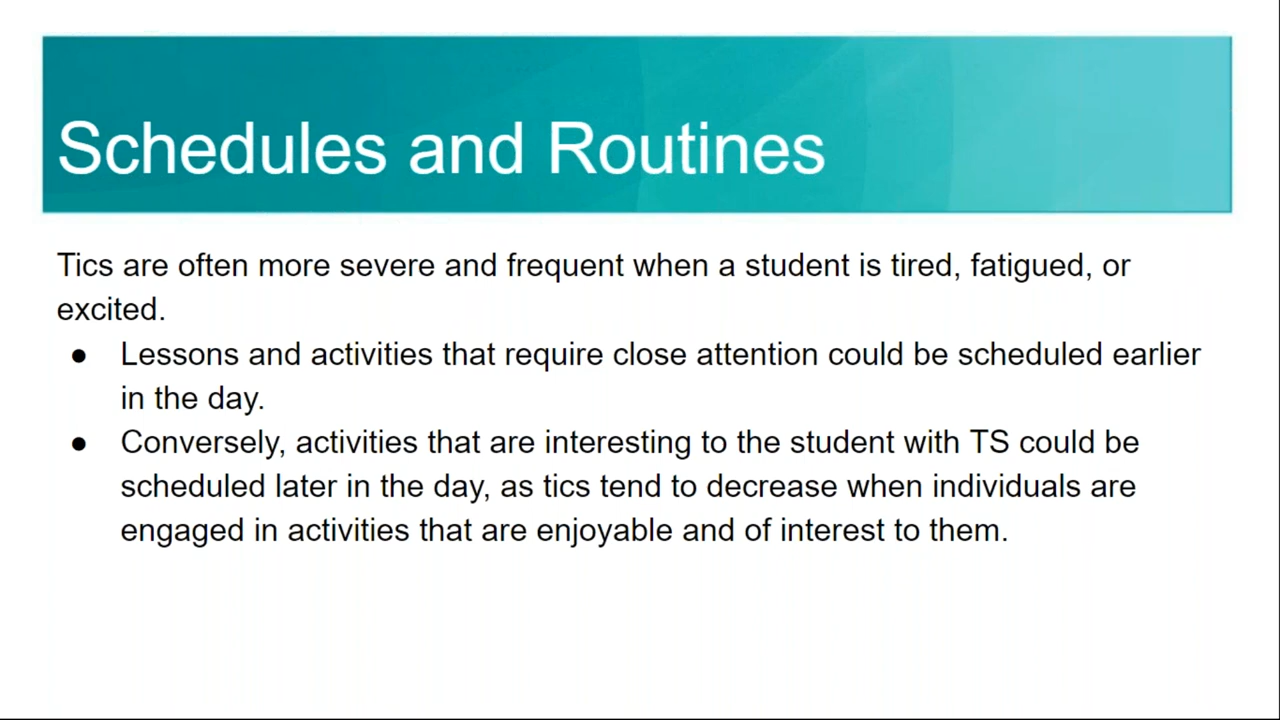 Schedules and Routines
Tics are often more severe and frequent when a student is tired, fatigued, or
excited.
● Lessons and activities that require close attention could be scheduled earlier
in the day.
● Conversely, activities that are interesting to the student with TS could be
scheduled later in the day, as tics tend to decrease when individuals are
engaged in activities that are enjoyable and of interest to them.